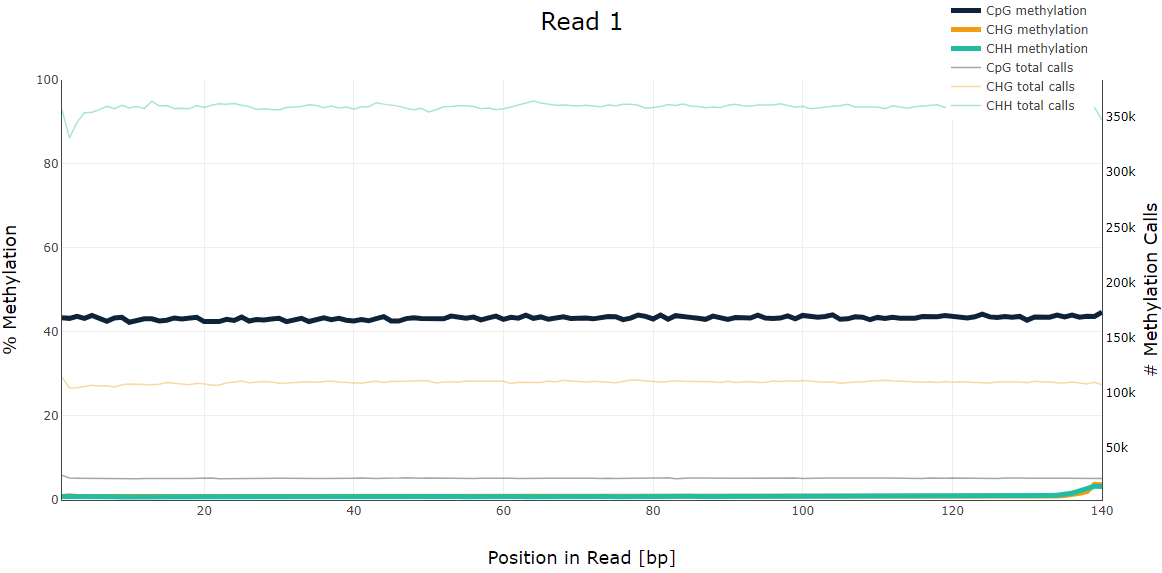 Read 1
CpG methylation
CHG methylation
CHH methylation
CpG total calls
CHG total calls
CHH total calls
100
80
60
40
20
0
% Methylation
350k
300k
250k
200k
150k
100k
50k
# Methylation Calls
20
40
60
80
100
120
140
Position in Read [bp]